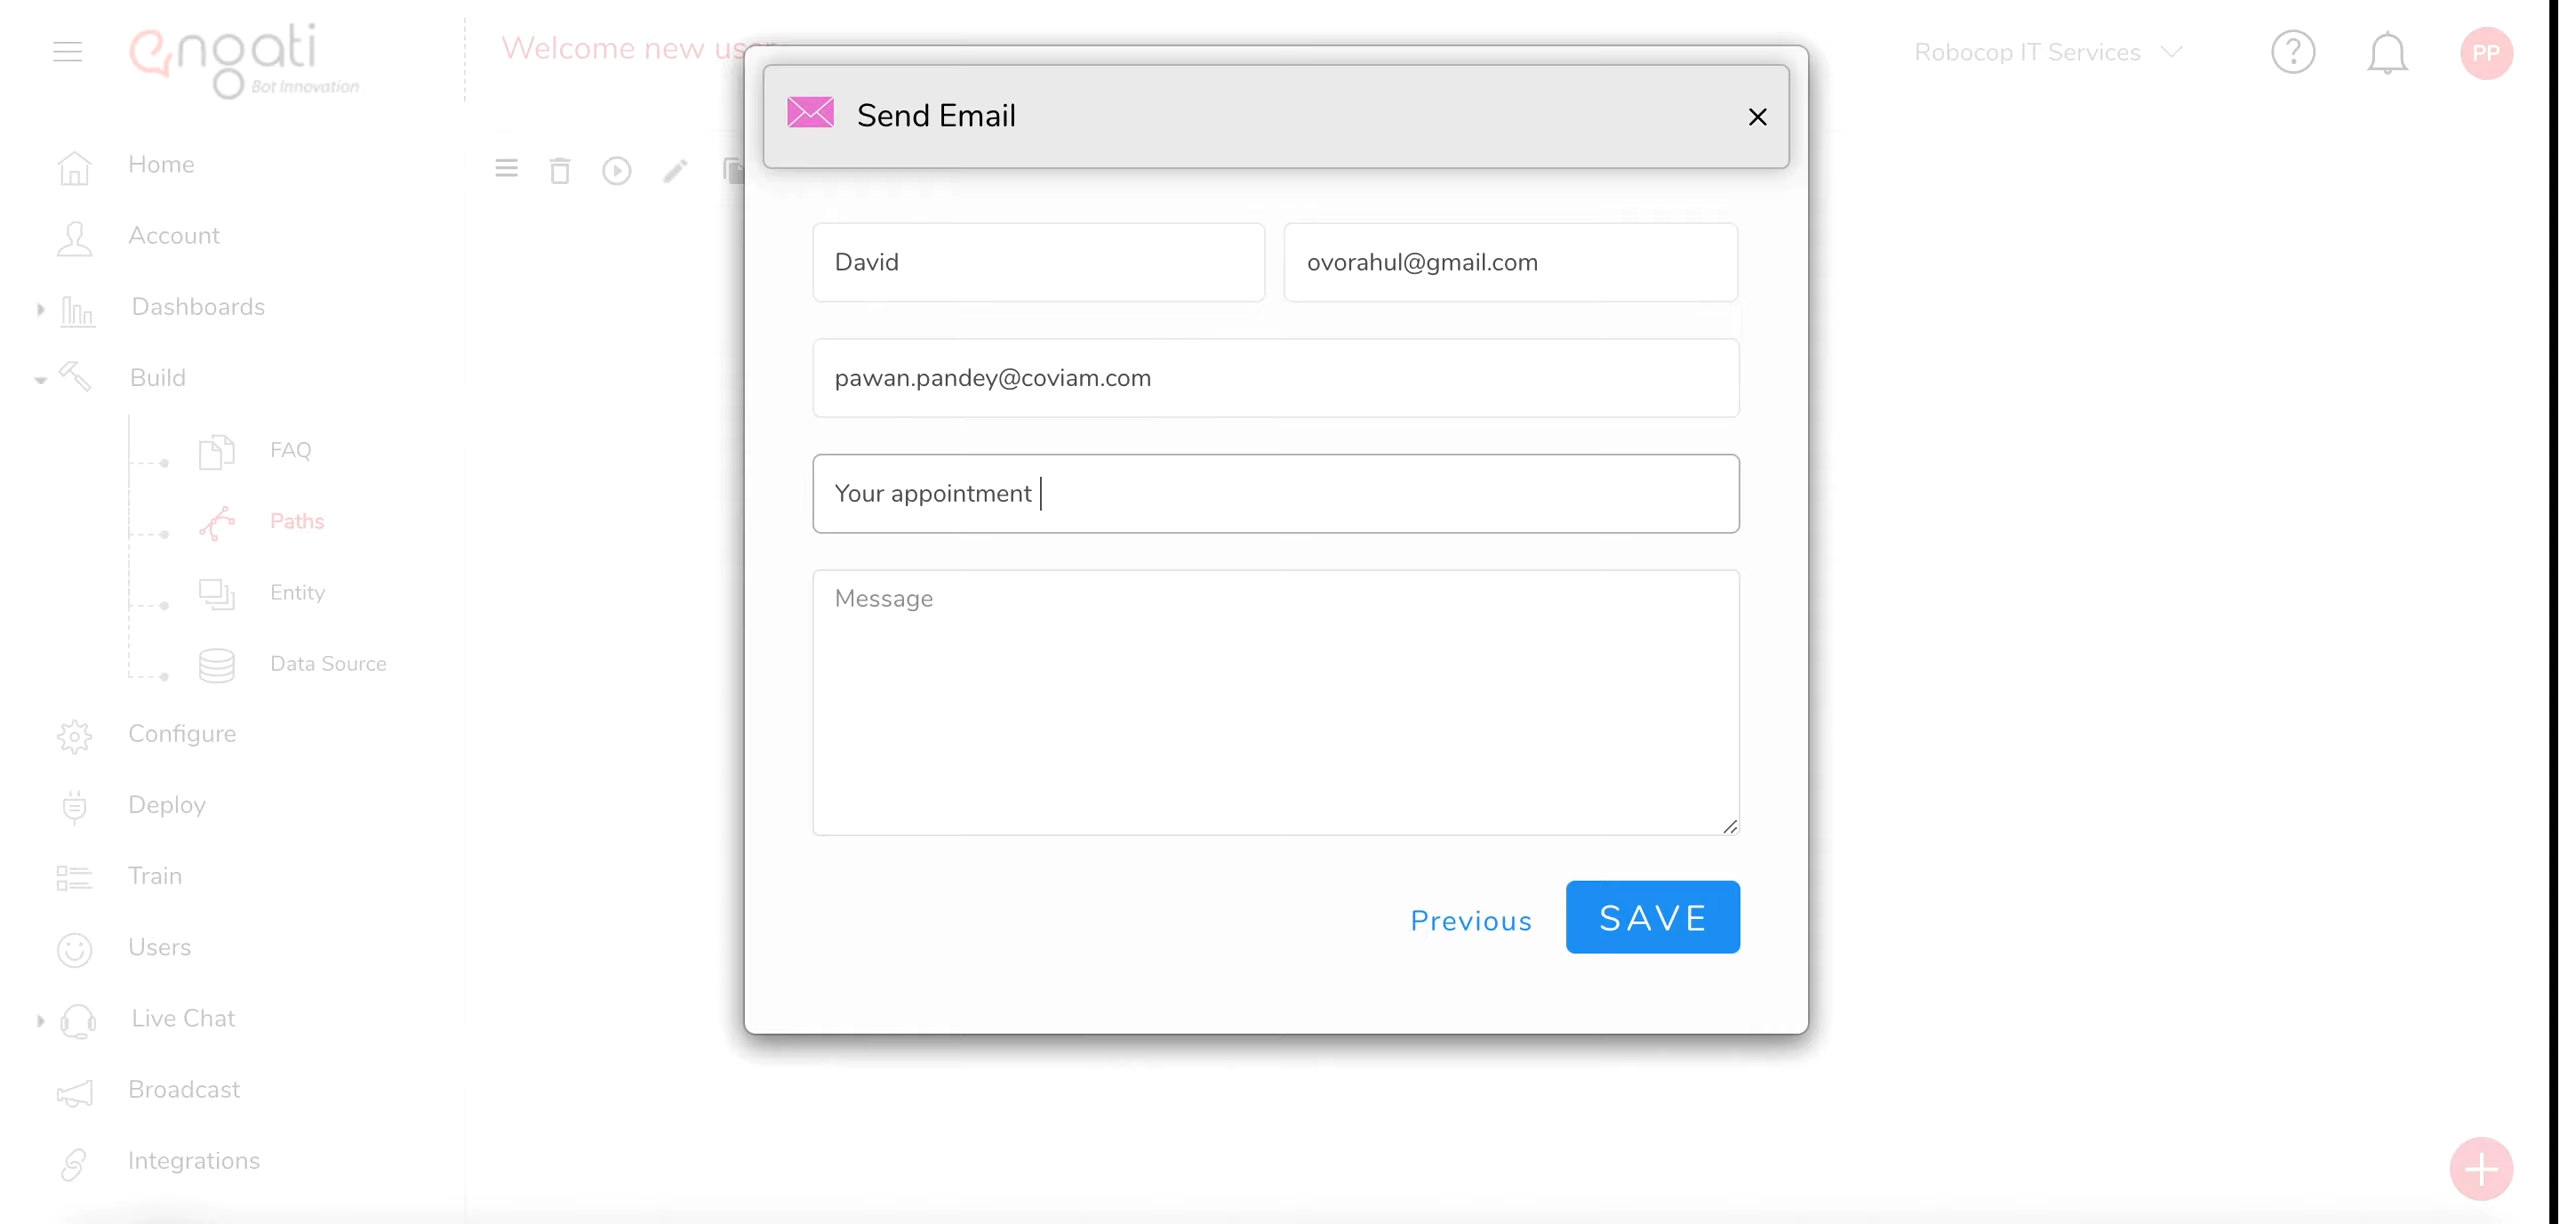 engati
Bot Innovation
Welcome new us
Robocop IT Services
PP
Send Email
Home
Account
Dashboards
Build
FAQ
Paths
Entity
Data Source
Configure
Deploy
Train
Users
Live Chat
Broadcast
Integrations
David
ovorahul@gmail.com
pawan.pandey@coviam.com
Your appointment
Message
Previous
SAVE